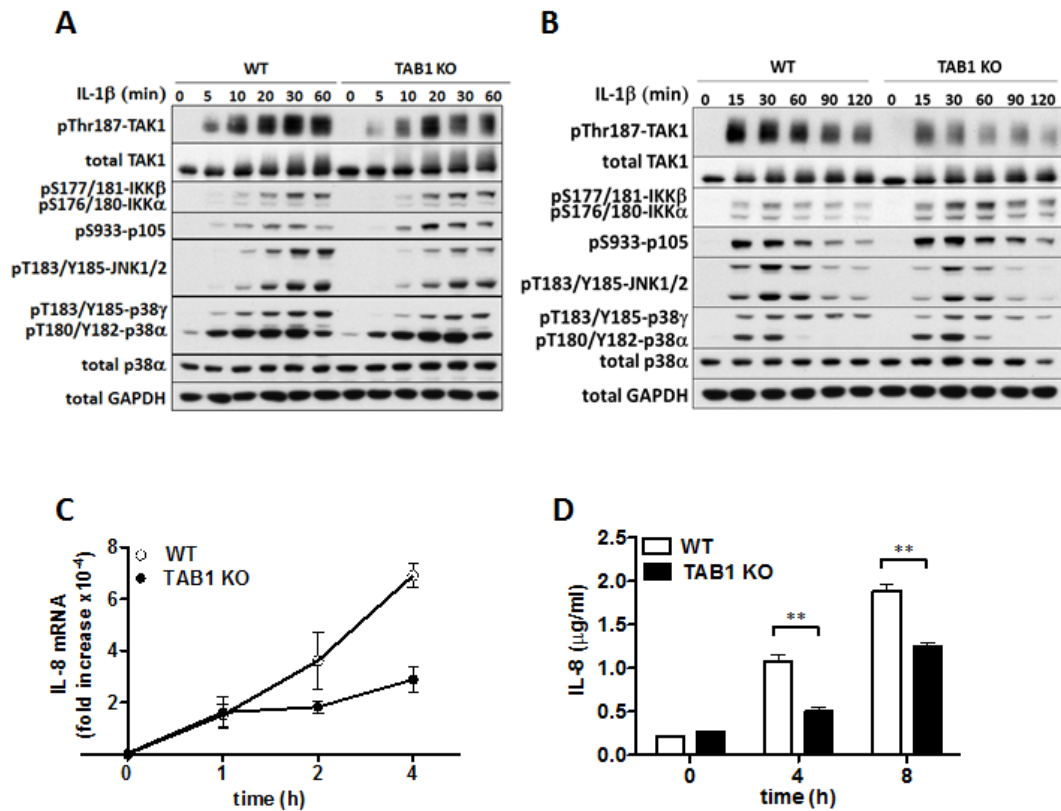 A
WT TAB1 KO
IL-1β (min) 0 5 10 20 30 60 0 5 10 20 30 60
pThr187-TAK1
total TAK1
pS177/181-IKKβ
pS176/180-IKKα
pS933-p105
pT183/Y185-JNK1/2
pT183/Y185-p38γ
pT180/Y182-p38α
total p38α
total GAPDH
B
WT TAB1 KO
IL-1β (min) 0 15 30 60 90 120 0 15 30 60 90 120
pThr187-TAK1
total TAK1
pS177/181-IKKβ
pS176/180-IKKα
pS933-p105
pT183/Y185-JNK1/2
pT183/Y185-p38γ
pT180/Y182-p38α
total p38α
total GAPDH
C
IL-8 mRNA
(fold increase x10⁻⁴)
8
6
4
2
WT
TAB1 KO
0 1 2 4
time (h)
D
IL-8 (μg/ml)
2.5
2.0
1.5
1.0
0.5
0.0
WT
TAB1 KO
**
**
0 4 8
time (h)